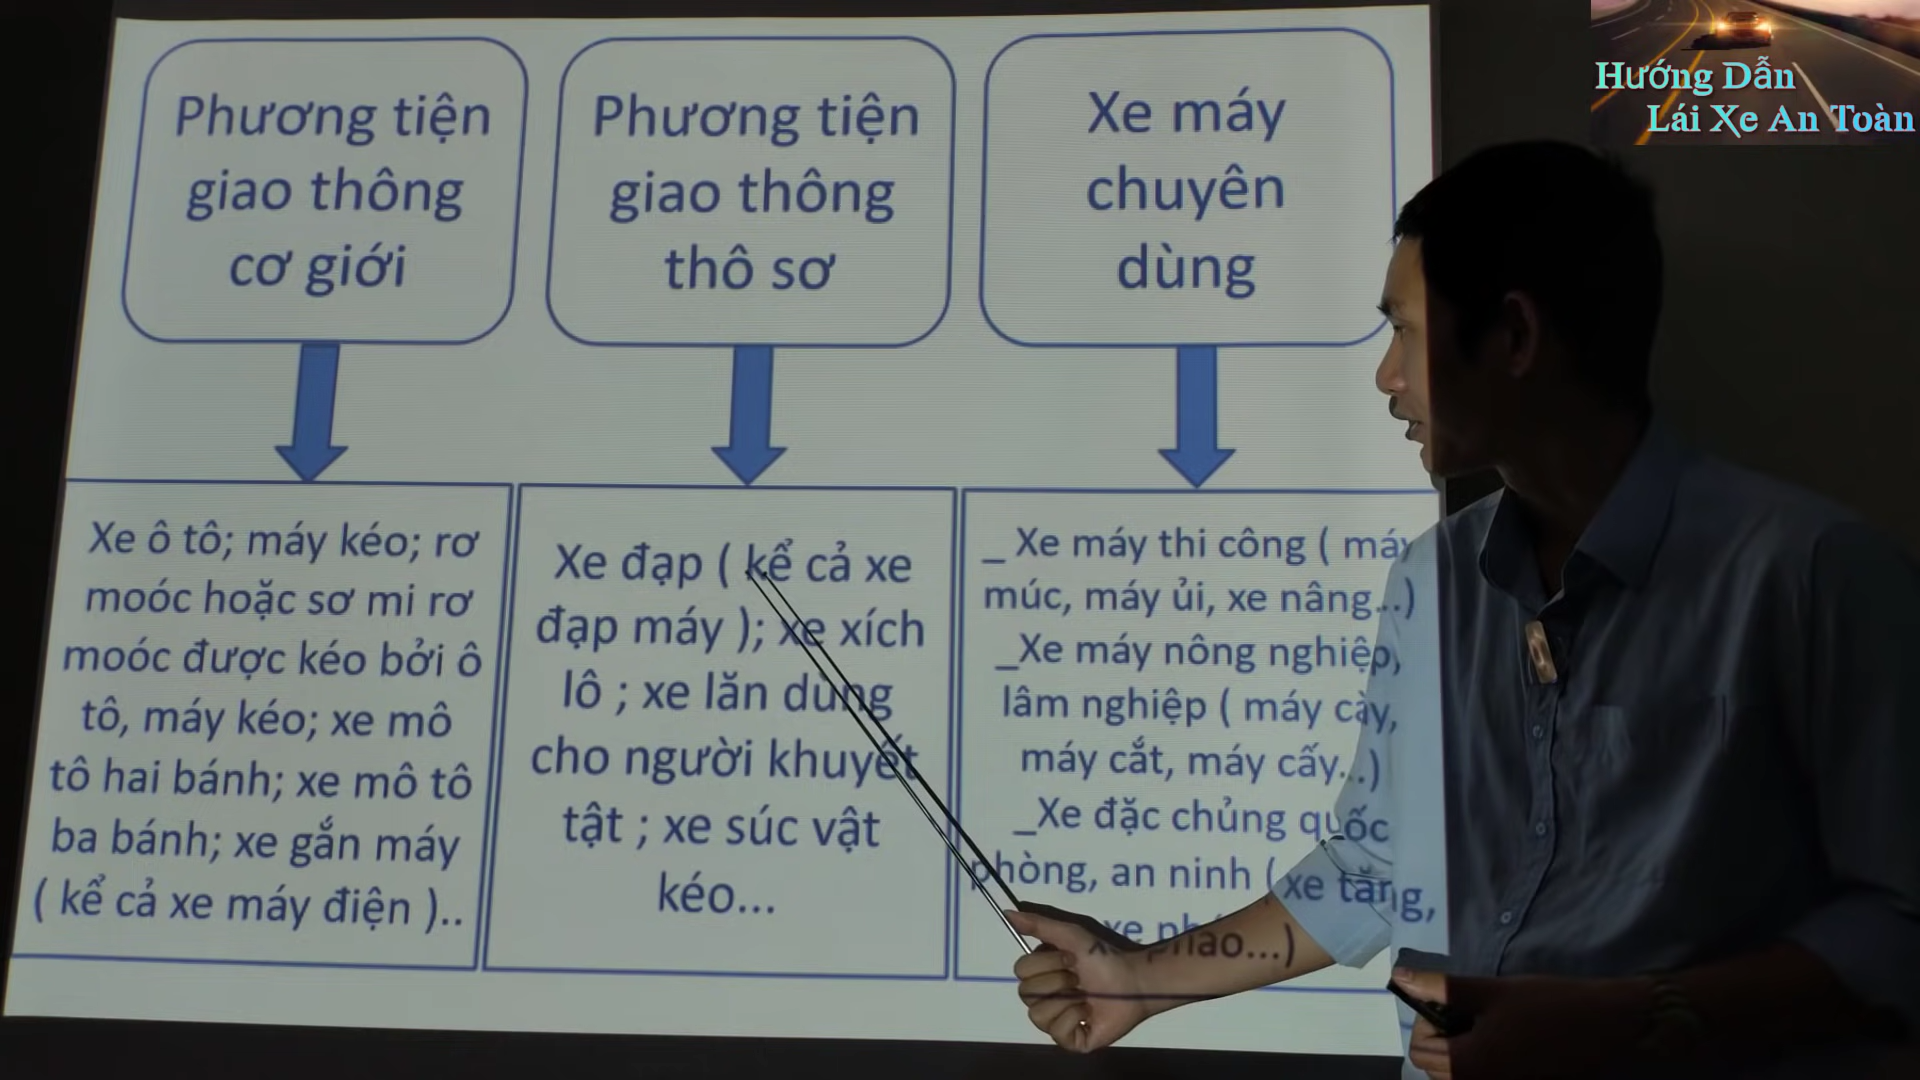 Phương tiện
giao thông
cơ giới
Phương tiện
giao thông
thô sơ
Xe máy
chuyên
dùng
Xe ô tô; máy kéo; rơ
moóc hoặc sơ mi rơ
moóc được kéo bởi ô
tô, máy kéo; xe mô
tô hai bánh; xe mô tô
ba bánh; xe gắn máy
( kể cả xe máy điện )..
Xe đạp ( kể cả xe
đạp máy ); xe xích
lô ; xe lăn dùng
cho người khuyết
tật ; xe súc vật
kéo...
_ Xe máy thi công ( máy
múc, máy ủi, xe nâng...)
_Xe máy nông nghiệp,
lâm nghiệp ( máy cày,
máy cắt, máy cấy...)
_Xe đặc chủng quốc
phòng, an ninh ( xe tăng,
xe pháo...)
Hướng Dẫn
Lái Xe An Toàn